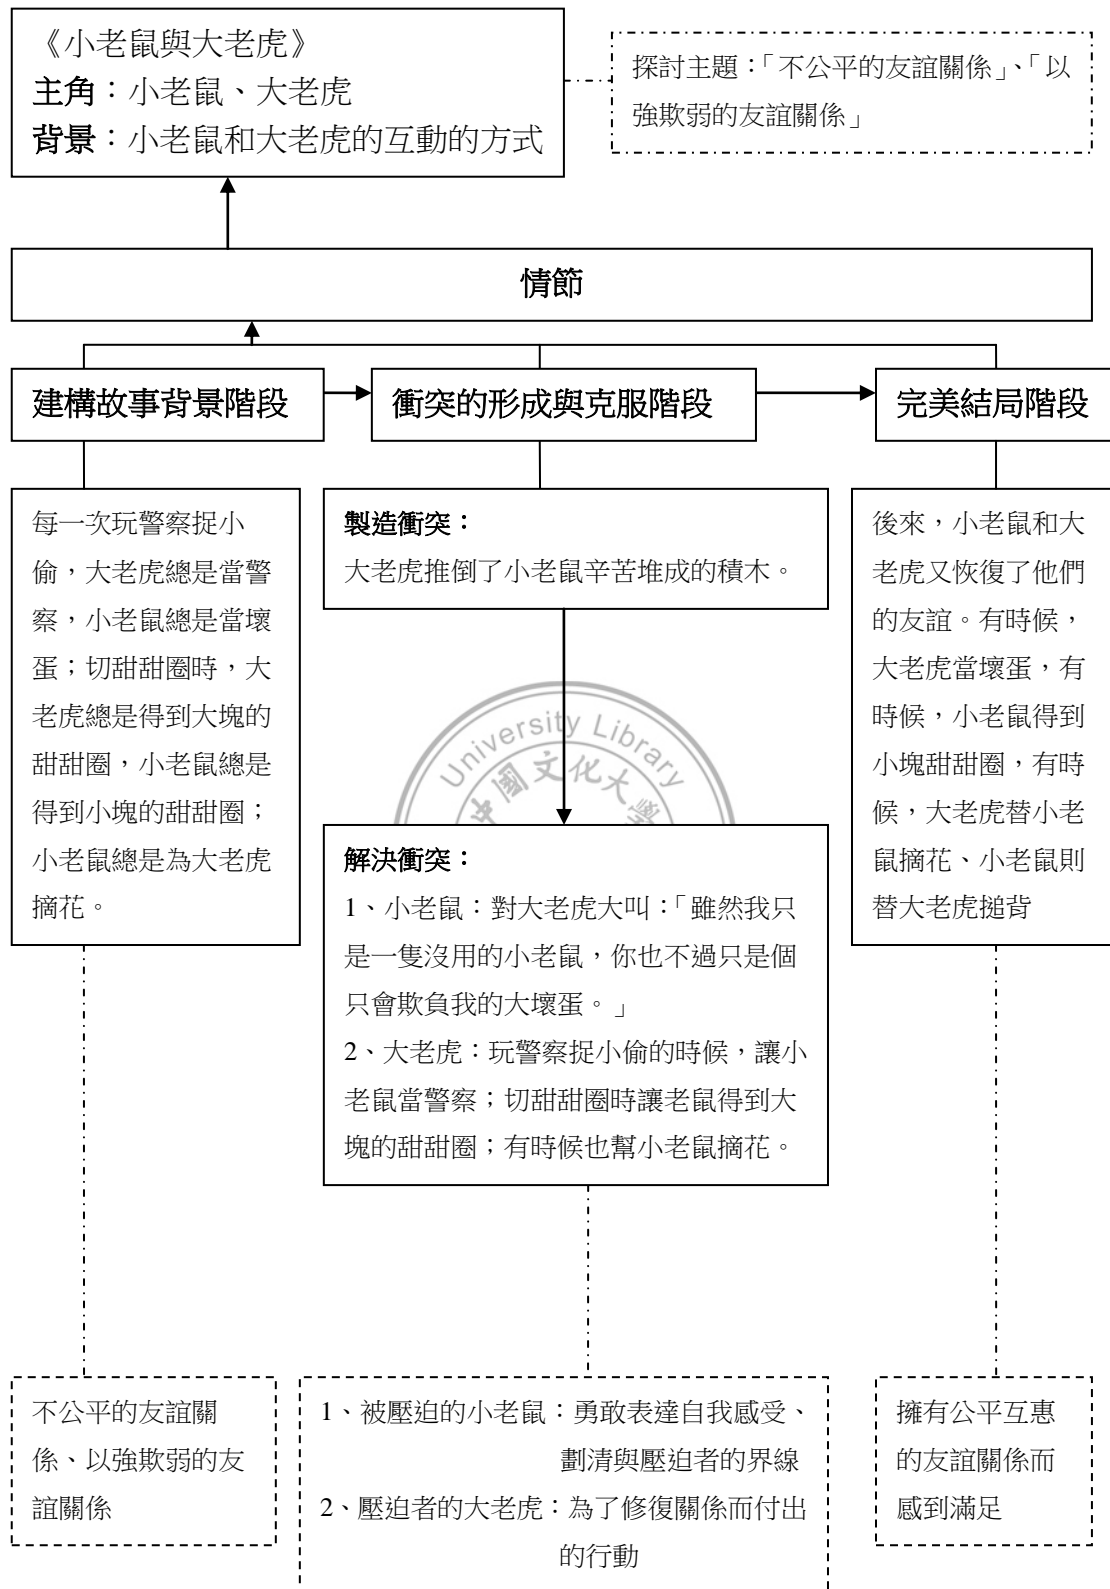 《小老鼠與大老虎》
主角：小老鼠、大老虎
背景：小老鼠和大老虎的互動的方式
探討主題：「不公平的友誼關係」、「以
強欺弱的友誼關係」
情節
建構故事背景階段
衝突的形成與克服階段
完美結局階段
每一次玩警察捉小
偷，大老虎總是當警
察，小老鼠總是當壞
蛋；切甜甜圈時，大
老虎總是得到大塊的
甜甜圈，小老鼠總是
得到小塊的甜甜圈；
小老鼠總是為大老虎
摘花。
製造衝突：
大老虎推倒了小老鼠辛苦堆成的積木。
University Library
中國文化大學
解決衝突：
1、小老鼠：對大老虎大叫：「雖然我只
是一隻沒用的小老鼠，你也不過只是個
只會欺負我的大壞蛋。」
2、大老虎：玩警察捉小偷的時候，讓小
老鼠當警察；切甜甜圈時讓老鼠得到大
塊的甜甜圈；有時候也幫小老鼠摘花。
後來，小老鼠和大
老虎又恢復了他們
的友誼。有時候，
大老虎當壞蛋，有
時候，小老鼠得到
小塊甜甜圈，有時
候，大老虎替小老
鼠摘花、小老鼠則
替大老虎搥背
不公平的友誼關
係、以強欺弱的友
誼關係
1、被壓迫的小老鼠：勇敢表達自我感受、
劃清與壓迫者的界線
2、壓迫者的大老虎：為了修復關係而付出
的行動
擁有公平互惠
的友誼關係而
感到滿足